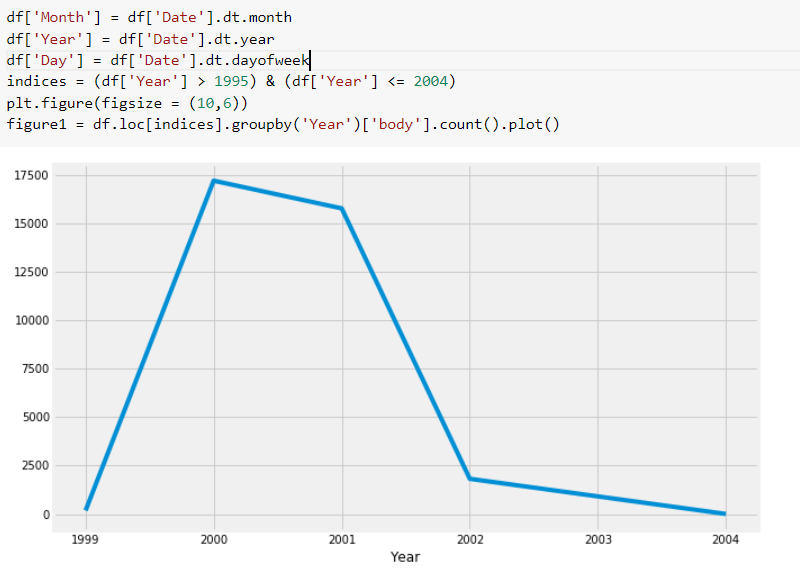 df['Month'] = df['Date'].dt.month
df['Year'] = df['Date'].dt.year
df['Day'] = df['Date'].dt.dayofweek
indices = (df['Year'] > 1995) & (df['Year'] <= 2004)
plt.figure(figsize = (10,6))
figure1 = df.loc[indices].groupby('Year')['body'].count().plot()
17500
15000
12500
10000
7500
5000
2500
0
1999 2000 2001 2002 2003 2004
Year